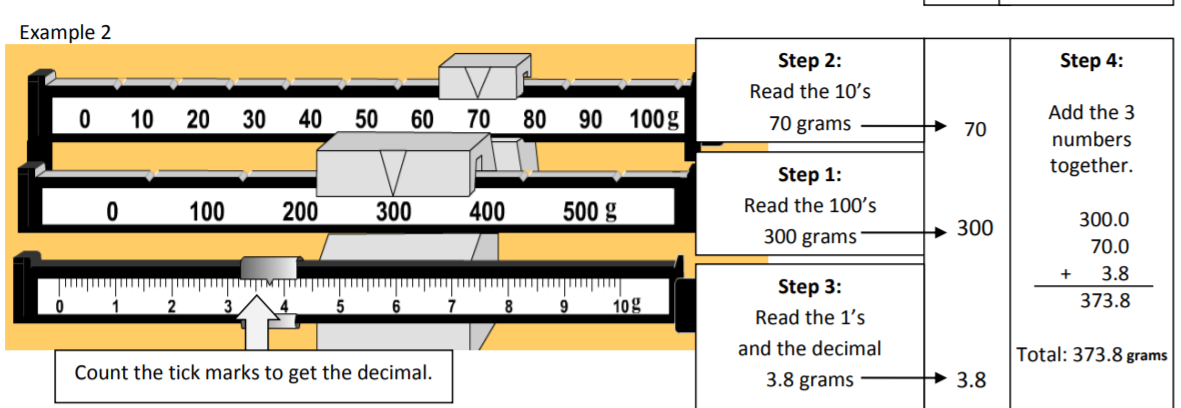 Example 2
0 10 20 30 40 50 60 70 80 90 100g
0 100 200 300 400 500 g
0 1 2 3 4 5 6 7 8 9 10g
Count the tick marks to get the decimal.
Step 2:
Read the 10’s
70 grams
70
Step 1:
Read the 100’s
300 grams
300
Step 3:
Read the 1’s
and the decimal
3.8 grams
3.8
Step 4:
Add the 3
numbers
together.
300.0
70.0
+ 3.8
373.8
Total: 373.8 grams